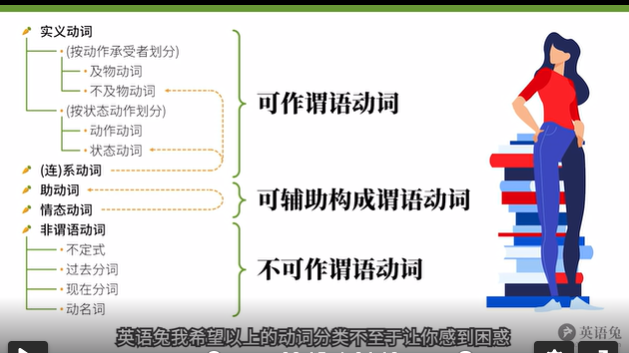 实义动词
(按动作承受者划分)
及物动词
不及物动词
(按状态动作划分)
动作动词
状态动词
(连)系动词
助动词
情态动词
非谓语动词
不定式
过去分词
现在分词
动名词
可作谓语动词
可辅助构成谓语动词
不可作谓语动词
英语兔我希望以上的动词分类不至于让你感到困惑
英语兔